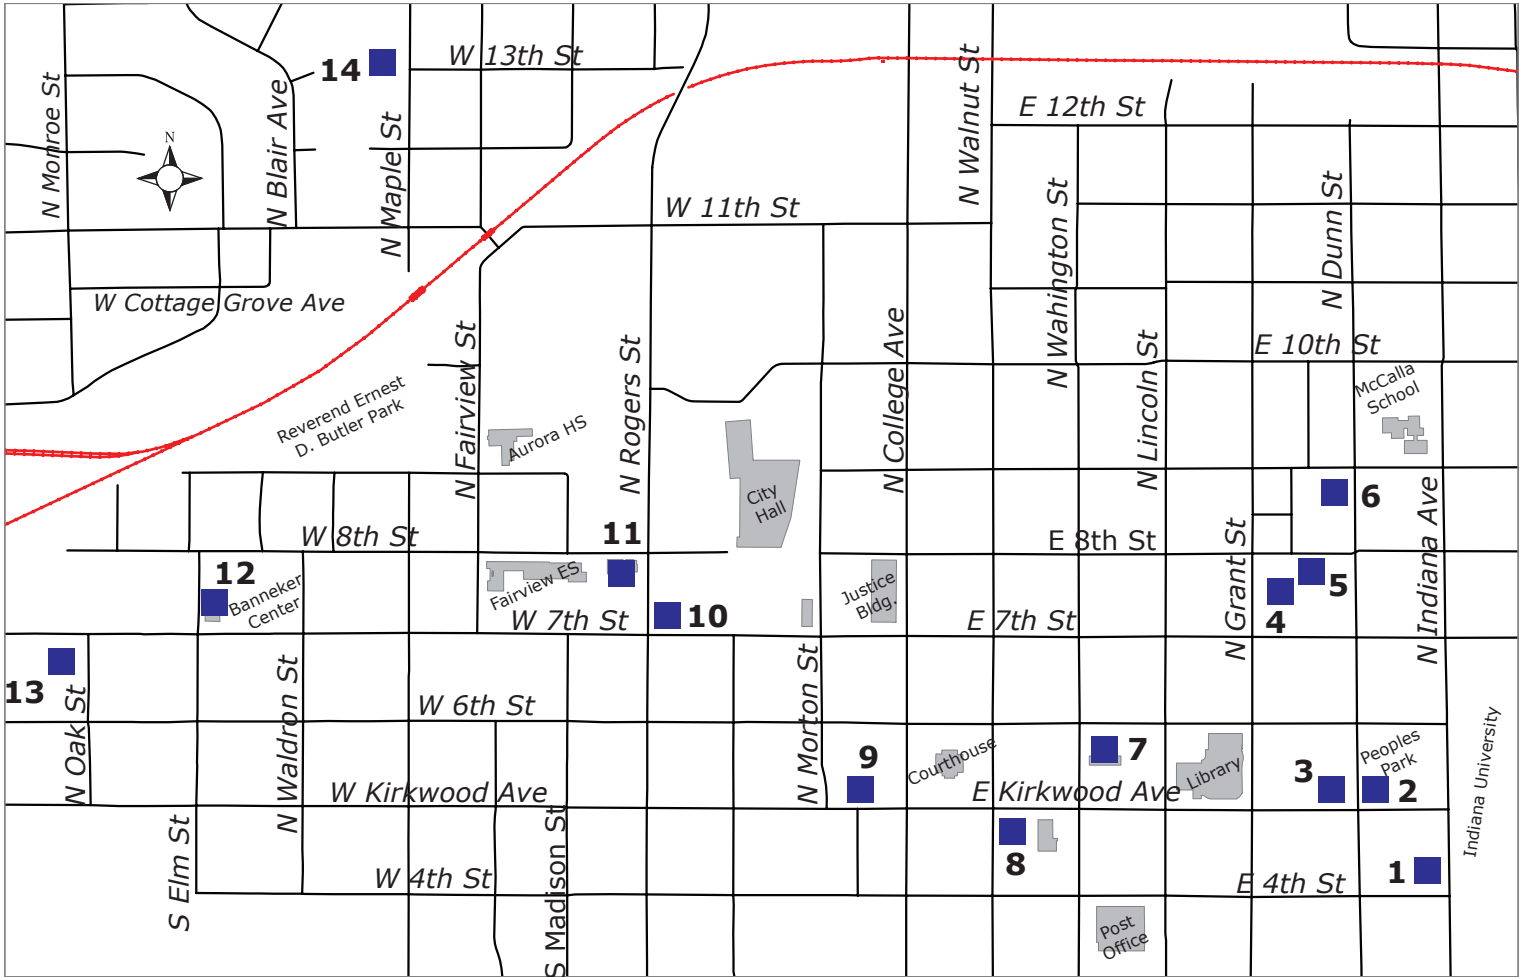 W 13th St
14
N Monroe St
N Blair Ave
N Maple St
N Walnut St
E 12th St
N
W 11th St
N Wahington St
N Dunn St
W Cottage Grove Ave
N Fairview St
N Rogers St
N College Ave
N Lincoln St
E 10th St
McCalla
School
Reverend Ernest
D. Butler Park
Aurora HS
City
Hall
6
N Indiana Ave
W 8th St
11
E 8th St
N Grant St
12
Banneker
Center
Fairview ES
Justice
Bldg.
5
4
W 7th St
10
E 7th St
13
N Oak St
N Waldron St
W 6th St
N Morton St
9
Courthouse
7
Library
3
Peoples
Park
2
Indiana University
W Kirkwood Ave
E Kirkwood Ave
S Elm St
S Madison St
8
W 4th St
E 4th St
1
Post
Office